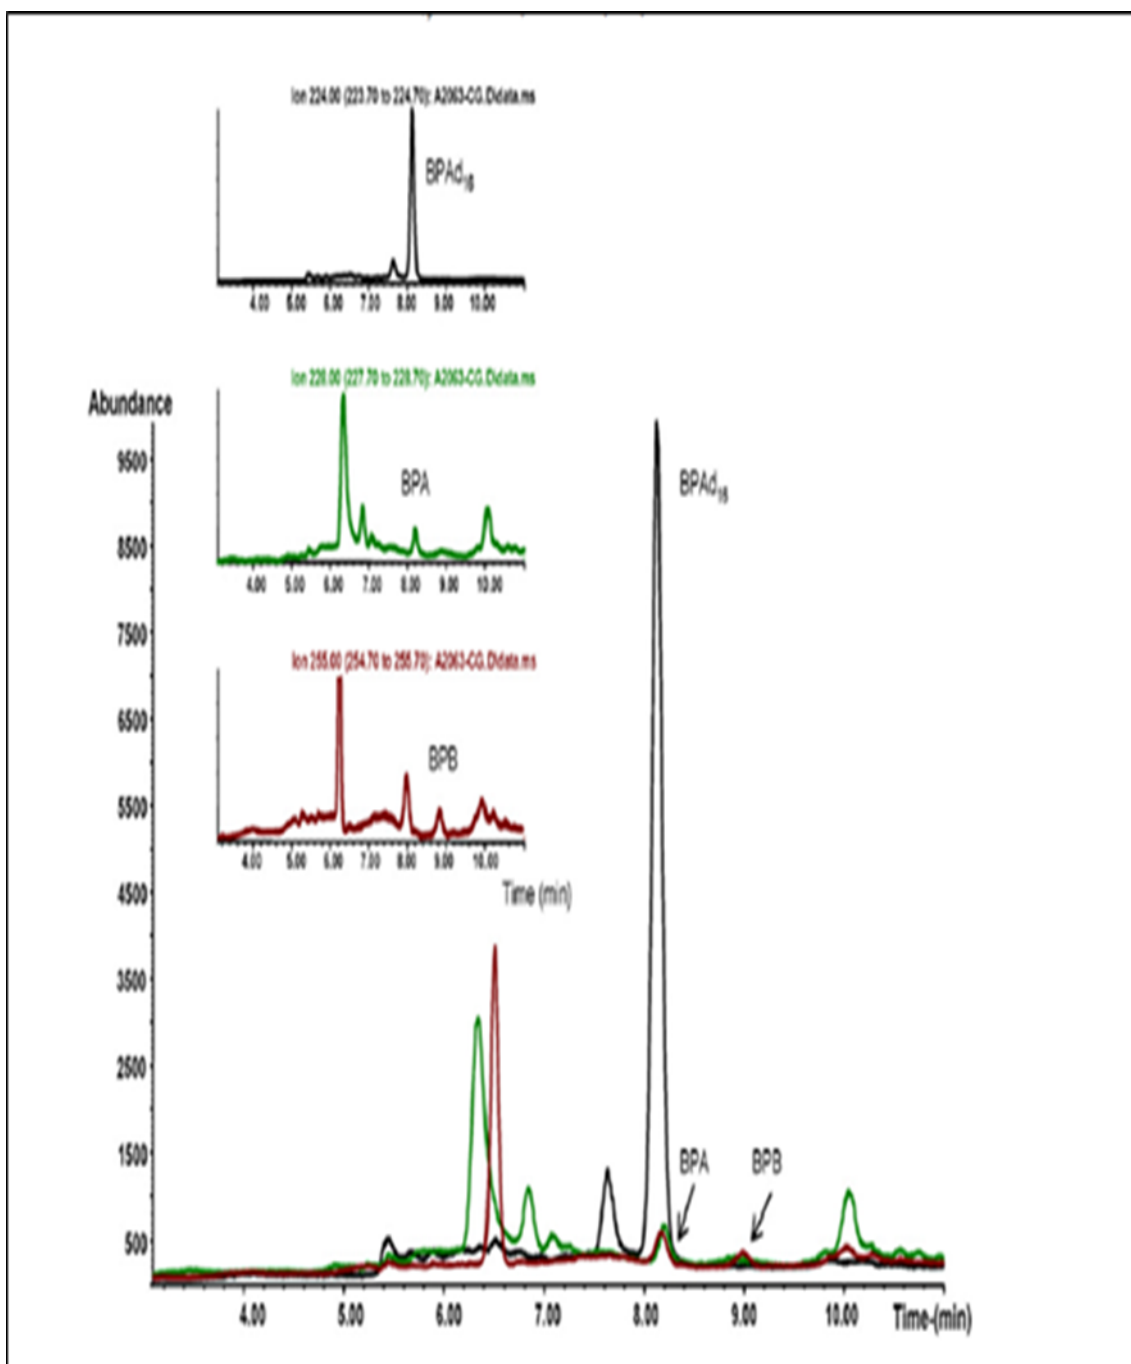 Ion 224.00 (223.70 to 224.70): A2063-CG.D\data.ms
BPAd16
4.00 5.00 6.00 7.00 8.00 9.00 10.00
Ion 228.00 (227.70 to 228.70): A2063-CG.D\data.ms
BPA
4.00 5.00 6.00 7.00 8.00 9.00 10.00
Ion 255.00 (254.70 to 255.70): A2063-CG.D\data.ms
BPB
4.00 5.00 6.00 7.00 8.00 9.00 10.00
Time (min)
Abundance
9500
8500
7500
6500
5500
4500
3500
2500
1500
500
BPAd16
BPA
BPB
4.00 5.00 6.00 7.00 8.00 9.00 10.00
Time-(min)